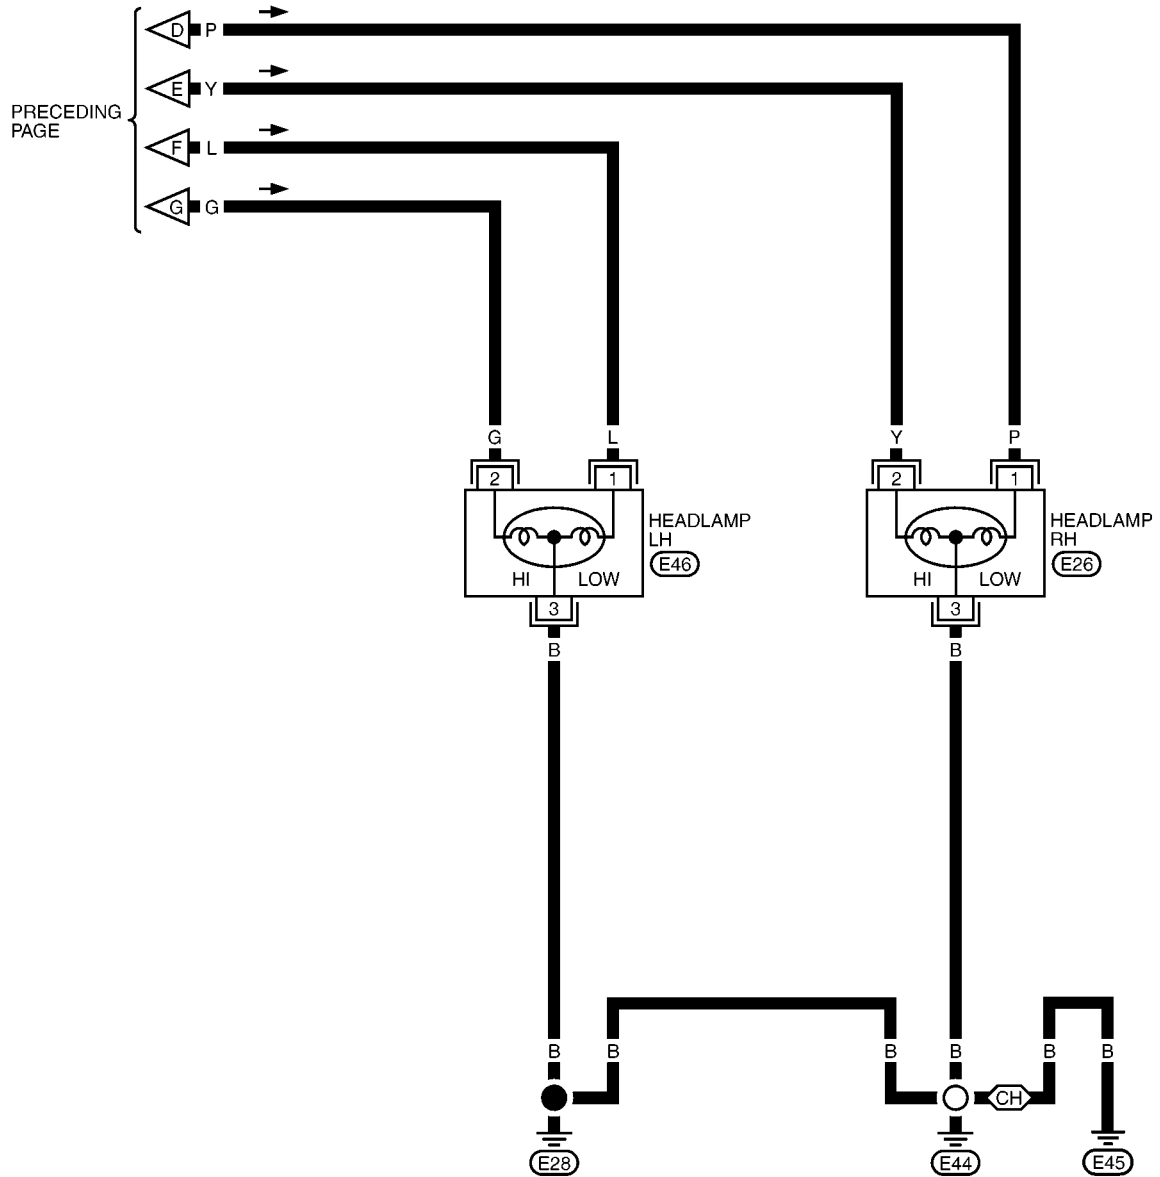 D P
E Y
PRECEDING
PAGE
F L
G G
G L Y P
2 1 2 1
HEADLAMP
LH
E46
HEADLAMP
RH
E26
HI LOW HI LOW
3 3
B B
B B B B B B
CH
E28 E44 E45